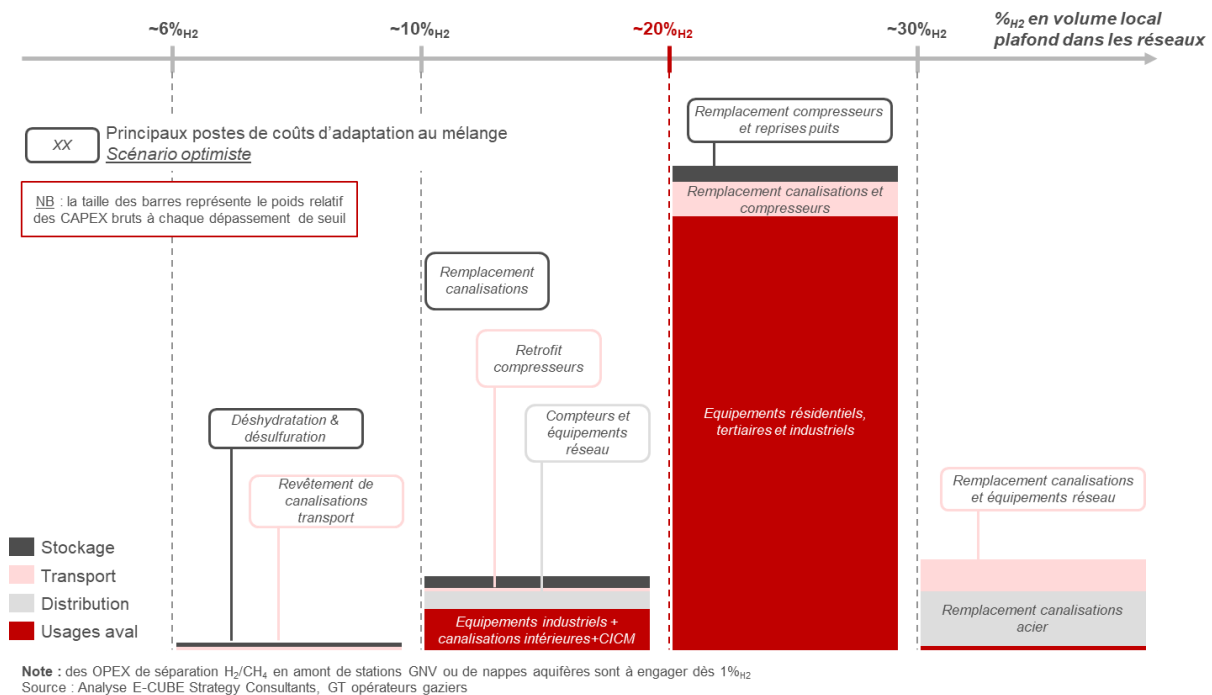 ~6%H2
~10%H2
~20%H2
~30%H2
%H2 en volume local
plafond dans les réseaux
XX
Principaux postes de coûts d’adaptation au mélange
Scénario optimiste
NB : la taille des barres représente le poids relatif
des CAPEX bruts à chaque dépassement de seuil
Remplacement compresseurs
et reprises puits
Remplacement canalisations et
compresseurs
Remplacement
canalisations
Retrofit
compresseurs
Compteurs et
équipements
réseau
Déshydratation &
désulfuration
Revêtement de
canalisations
transport
Equipements résidentiels,
tertiaires et industriels
Remplacement canalisations
et équipements réseau
Stockage
Transport
Distribution
Usages aval
Equipements industriels +
canalisations intérieures+CICM
Remplacement canalisations
acier
Note : des OPEX de séparation H2/CH4 en amont de stations GNV ou de nappes aquifères sont à engager dès 1%H2
Source : Analyse E-CUBE Strategy Consultants, GT opérateurs gaziers